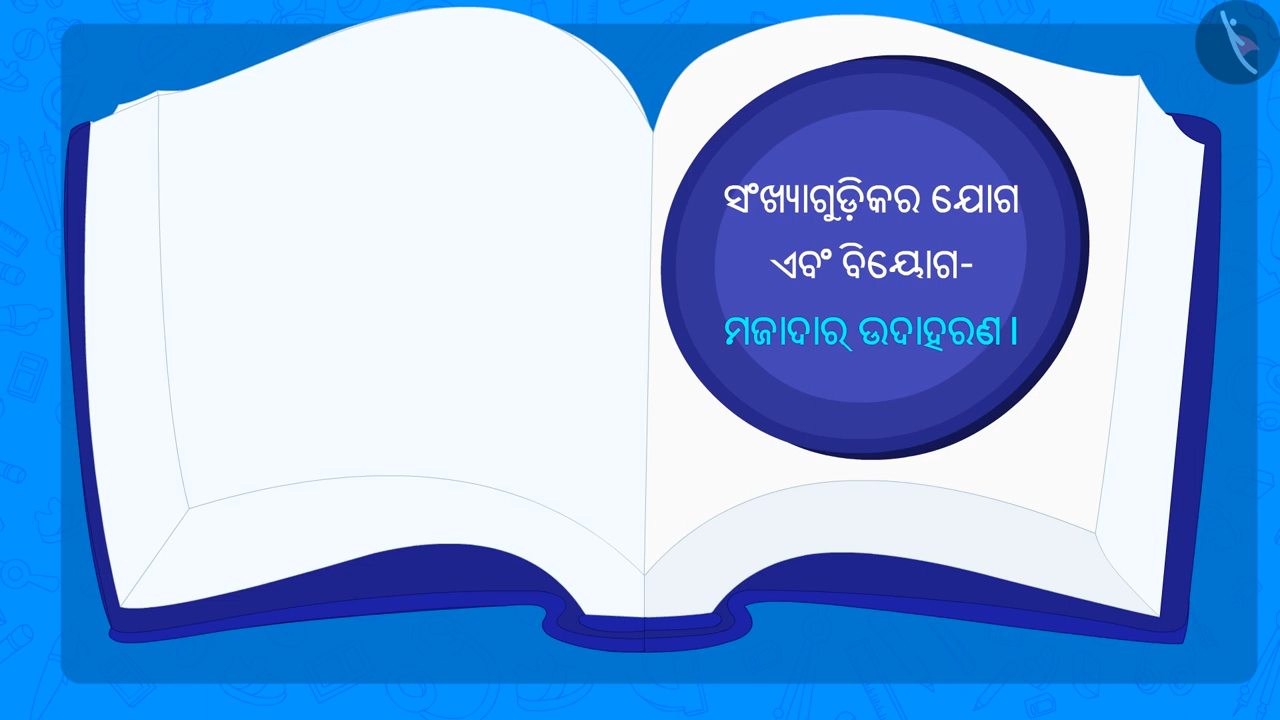 ସଂଖ୍ୟାଗୁଡ଼ିକର ଯୋଗ
ଏବଂ ବିୟୋଗ-
ମଜାଦାର୍ ଉଦାହରଣ ।